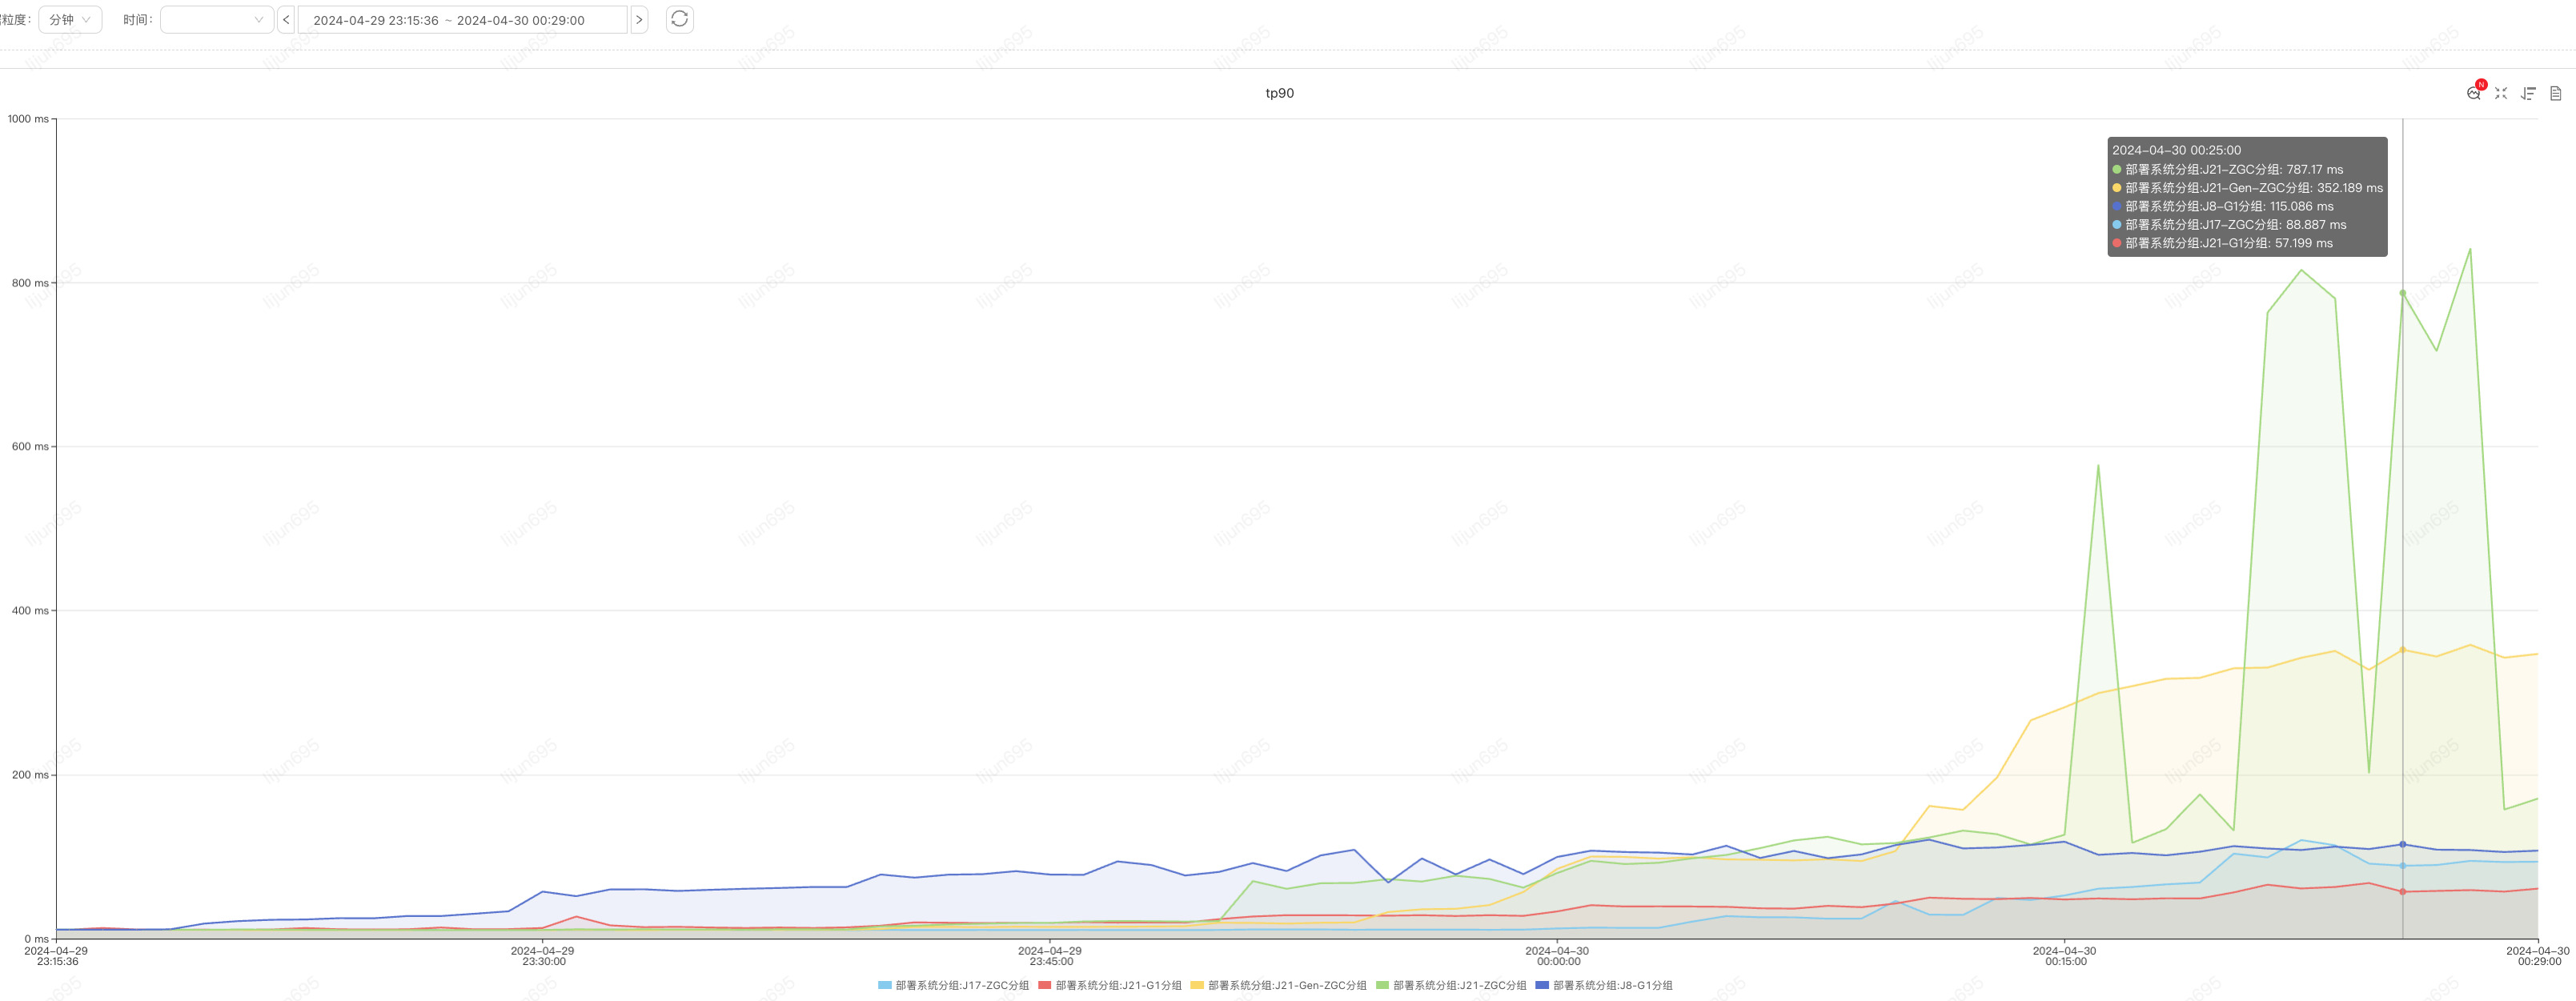 粒度： 分钟 时间： < 2024-04-29 23:15:36 ~ 2024-04-30 00:29:00 >
tp90
N
1000 ms
800 ms
600 ms
400 ms
200 ms
0 ms
2024-04-30 00:25:00
部署系统分组:J21-ZGC分组: 787.17 ms
部署系统分组:J21-Gen-ZGC分组: 352.189 ms
部署系统分组:J8-G1分组: 115.086 ms
部署系统分组:J17-ZGC分组: 88.887 ms
部署系统分组:J21-G1分组: 57.199 ms
2024-04-29 2024-04-29 2024-04-29 2024-04-30 2024-04-30 2024-04-30
23:15:36 23:30:00 23:45:00 00:00:00 00:15:00 00:29:00
部署系统分组:J17-ZGC分组 部署系统分组:J21-G1分组 部署系统分组:J21-Gen-ZGC分组 部署系统分组:J21-ZGC分组 部署系统分组:J8-G1分组
lijun695